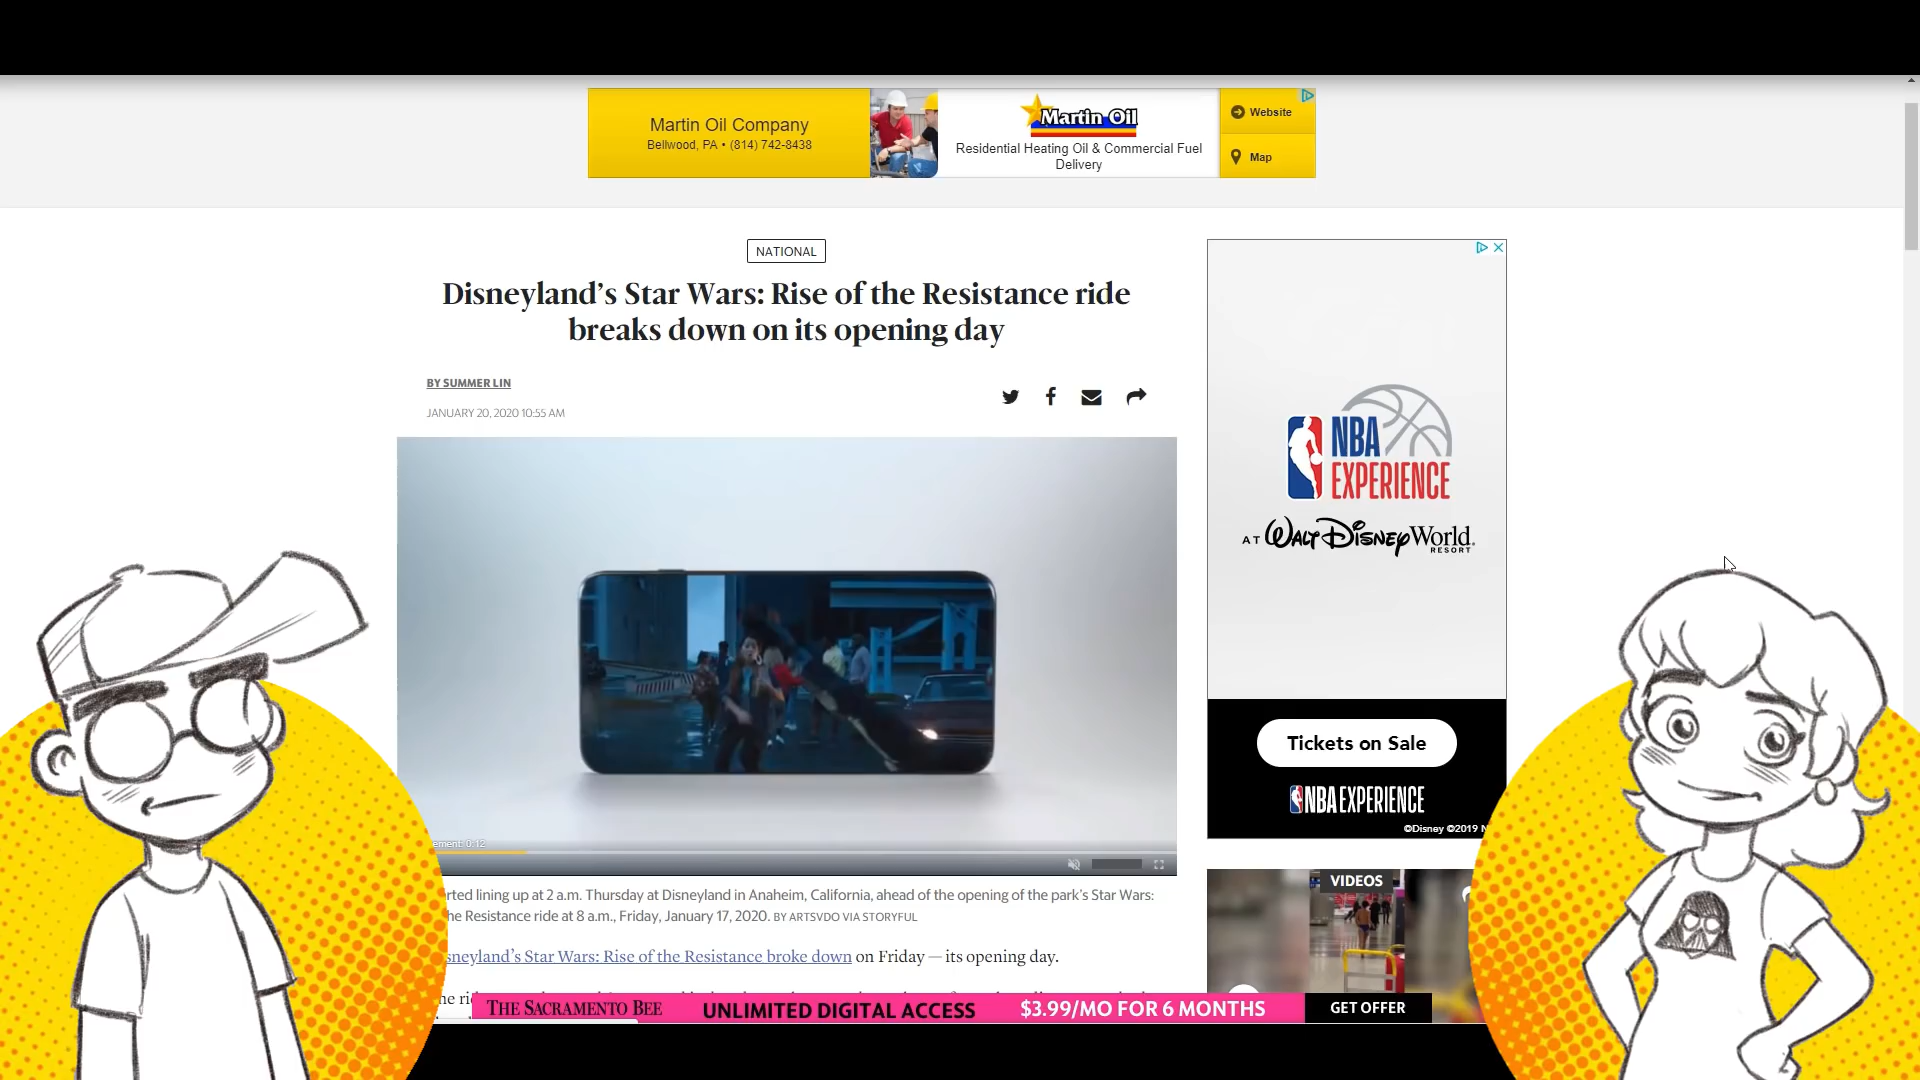 Martin Oil Company
Bellwood, PA • (814) 742-8438
Martin Oil
Residential Heating Oil & Commercial Fuel
Delivery
Website
Map
NATIONAL
Disneyland’s Star Wars: Rise of the Resistance ride
breaks down on its opening day
BY SUMMER LIN
JANUARY 20, 2020 10:55 AM
NBA
EXPERIENCE
AT WALT DISNEY World
RESORT
Tickets on Sale
NBA EXPERIENCE
©Disney ©2019
0:12
lining up at 2 a.m. Thursday at Disneyland in Anaheim, California, ahead of the opening of the park’s Star Wars:
Resistance ride at 8 a.m., Friday, January 17, 2020. BY ARTSVDO VIA STORYFUL
VIDEOS
sneyland’s Star Wars: Rise of the Resistance broke down on Friday — its opening day.
THE SACRAMENTO BEE
UNLIMITED DIGITAL ACCESS
$3.99/MO FOR 6 MONTHS
GET OFFER